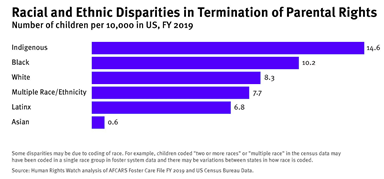 Racial and Ethnic Disparities in Termination of Parental Rights
Number of children per 10,000 in US, FY 2019
Indigenous 14.6
Black 10.2
White 8.3
Multiple Race/Ethnicity 7.7
Latinx 6.8
Asian 0.6
Some disparities may be due to coding of race. For example, children coded "two or more races" or "multiple race" in the census data may
have been coded in a single race group in foster system data and there may be variations between states in how race is coded.
Source: Human Rights Watch analysis of AFCARS Foster Care File FY 2019 and US Census Bureau Data.